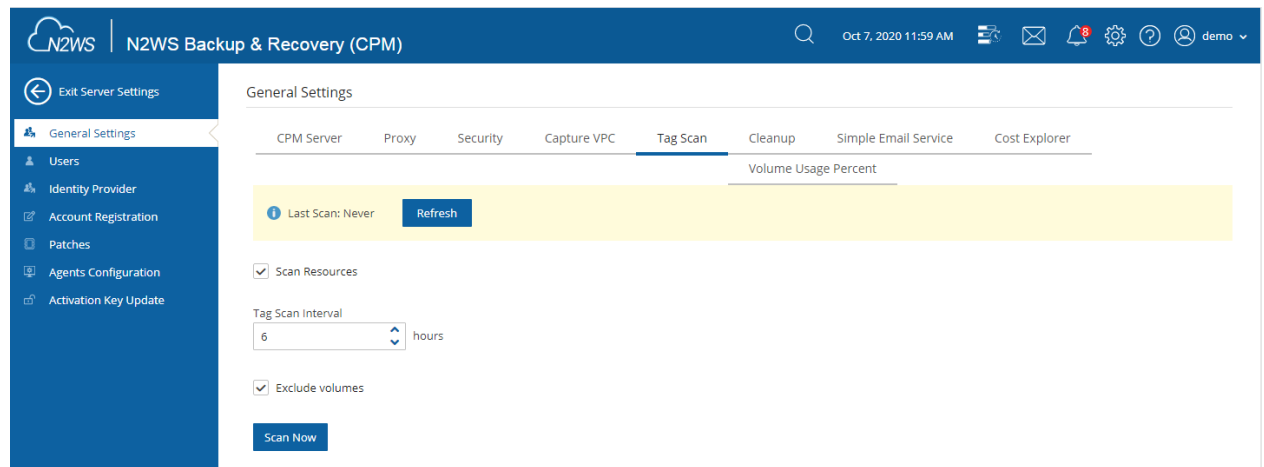 N2WS N2WS Backup & Recovery (CPM) Oct 7, 2020 11:59 AM 8 demo
Exit Server Settings
General Settings
Users
Identity Provider
Account Registration
Patches
Agents Configuration
Activation Key Update
General Settings
CPM Server Proxy Security Capture VPC Tag Scan Cleanup Simple Email Service Cost Explorer
Volume Usage Percent
Last Scan: Never Refresh
Scan Resources
Tag Scan Interval
6 hours
Exclude volumes
Scan Now